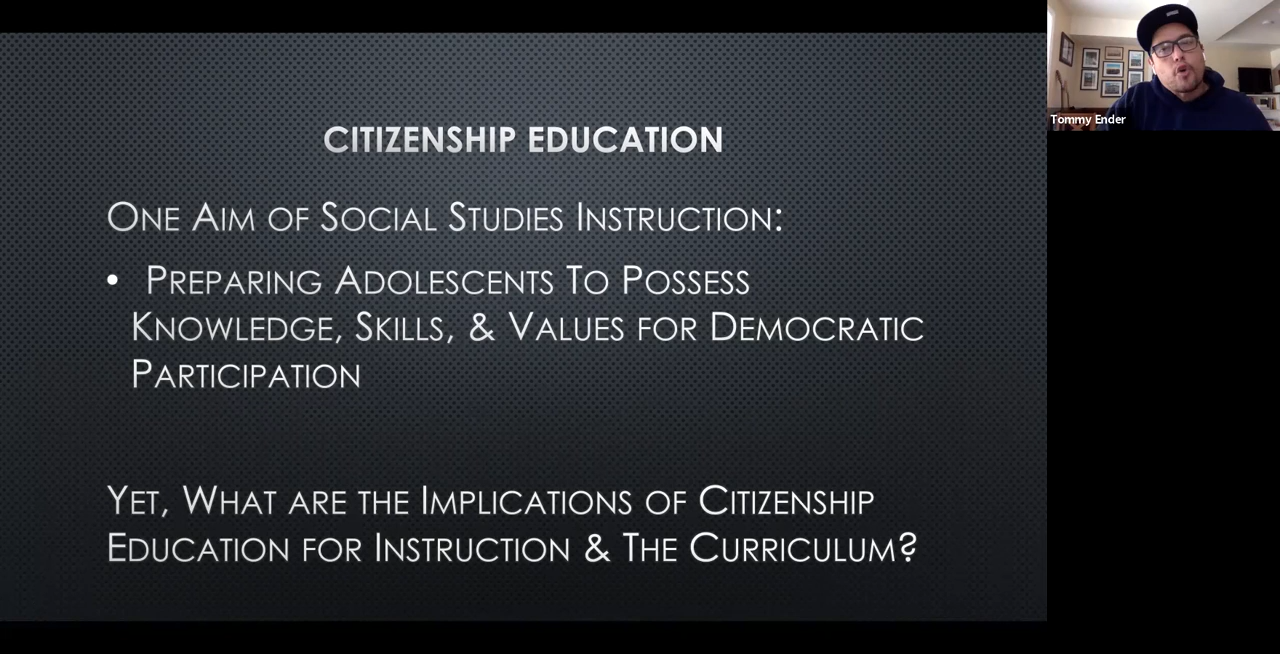 CITIZENSHIP EDUCATION
ONE AIM OF SOCIAL STUDIES INSTRUCTION:
• PREPARING ADOLESCENTS TO POSSESS
KNOWLEDGE, SKILLS, & VALUES FOR DEMOCRATIC
PARTICIPATION
YET, WHAT ARE THE IMPLICATIONS OF CITIZENSHIP
EDUCATION FOR INSTRUCTION & THE CURRICULUM?
Tommy Ender